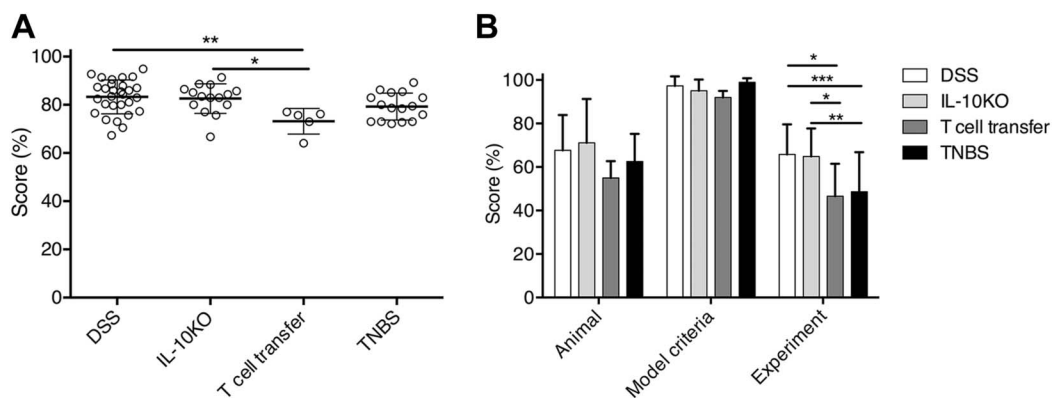 A
B
**
*
100
80
60
40
20
0
Score (%)
DSS
IL-10KO
T cell transfer
TNBS
*
***
*
**
100
80
60
40
20
0
Score (%)
Animal
Model criteria
Experiment
DSS
IL-10KO
T cell transfer
TNBS